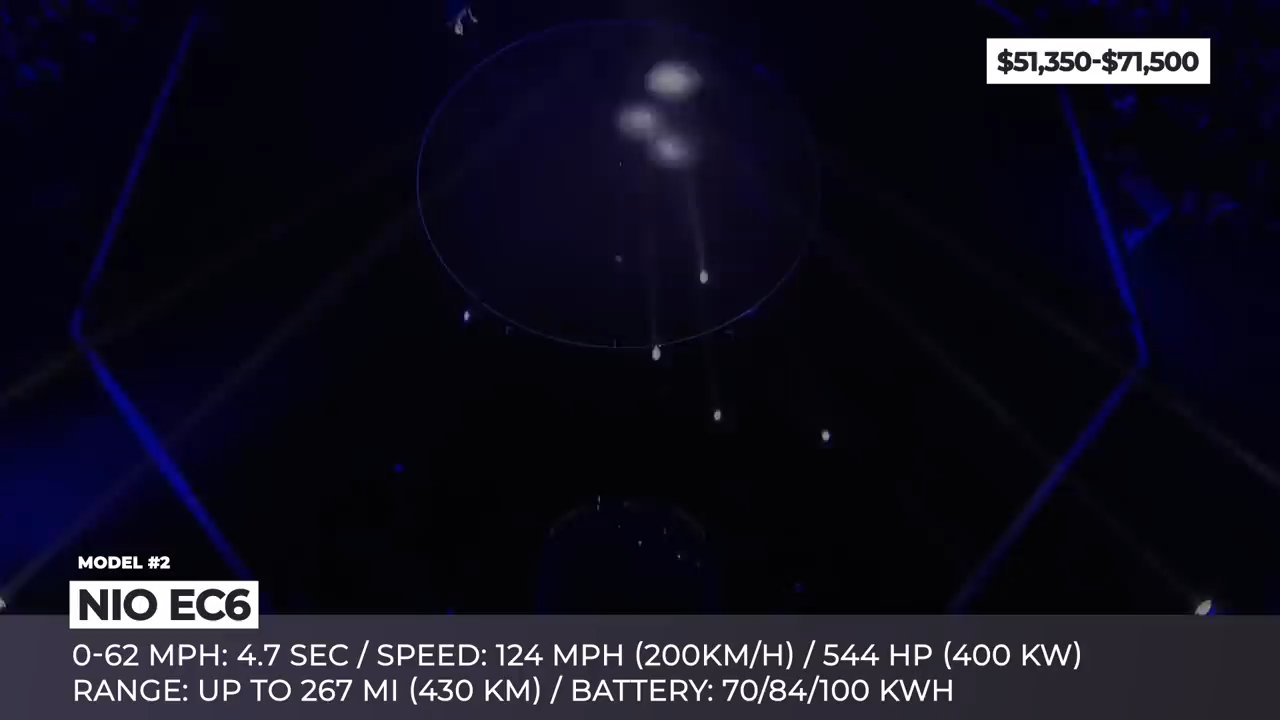 $51,350-$71,500
MODEL #2
NIO EC6
0-62 MPH: 4.7 SEC / SPEED: 124 MPH (200KM/H) / 544 HP (400 KW)
RANGE: UP TO 267 MI (430 KM) / BATTERY: 70/84/100 KWH